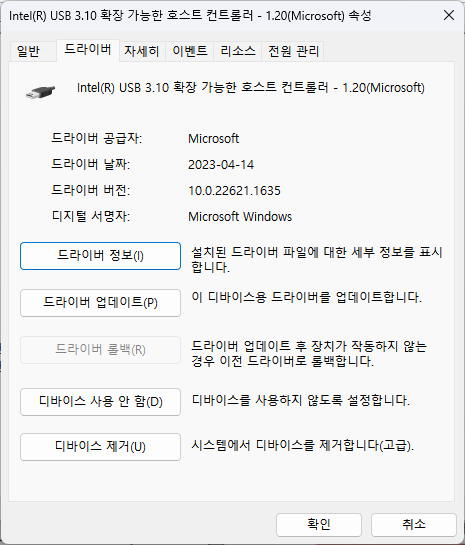 Intel(R) USB 3.10 확장 가능한 호스트 컨트롤러 - 1.20(Microsoft) 속성
일반 드라이버 자세히 이벤트 리소스 전원 관리
Intel(R) USB 3.10 확장 가능한 호스트 컨트롤러 - 1.20(Microsoft)
드라이버 공급자: Microsoft
드라이버 날짜: 2023-04-14
드라이버 버전: 10.0.22621.1635
디지털 서명자: Microsoft Windows
드라이버 정보(I) 설치된 드라이버 파일에 대한 세부 정보를 표시
합니다.
드라이버 업데이트(P) 이 디바이스용 드라이버를 업데이트합니다.
드라이버 롤백(R) 드라이버 업데이트 후 장치가 작동하지 않는
경우 이전 드라이버로 롤백합니다.
디바이스 사용 안 함(D) 디바이스를 사용하지 않도록 설정합니다.
디바이스 제거(U) 시스템에서 디바이스를 제거합니다(고급).
확인 취소